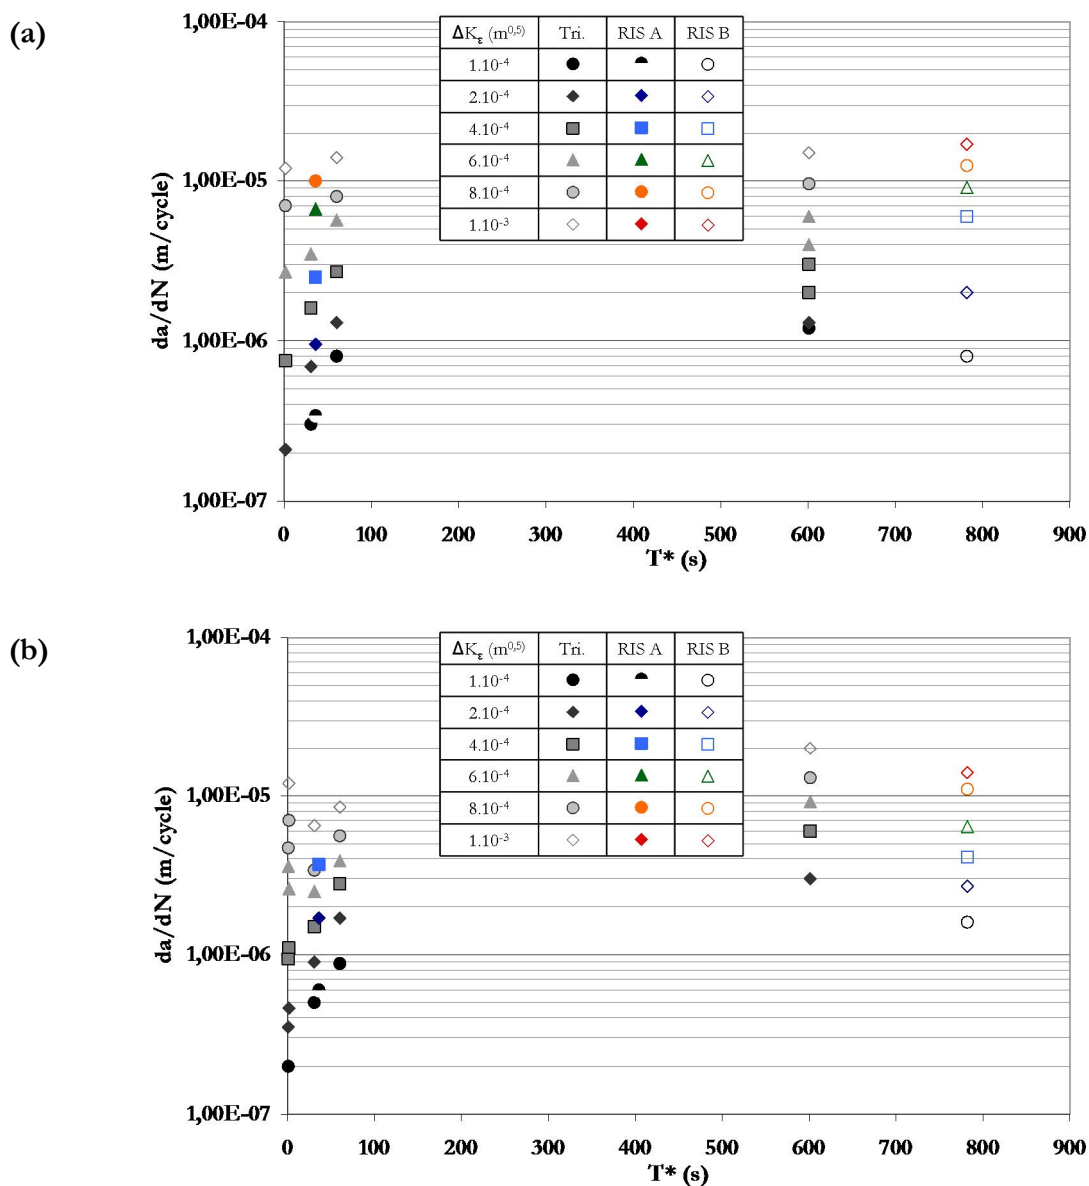 (a)
1,00E-04
1,00E-05
1,00E-06
1,00E-07
da/dN (m/cycle)
ΔKε (m0,5) Tri. RIS A RIS B
1.10-4
2.10-4
4.10-4
6.10-4
8.10-4
1.10-3
0 100 200 300 400 500 600 700 800 900
T* (s)
(b)
1,00E-04
1,00E-05
1,00E-06
1,00E-07
da/dN (m/cycle)
ΔKε (m0,5) Tri. RIS A RIS B
1.10-4
2.10-4
4.10-4
6.10-4
8.10-4
1.10-3
0 100 200 300 400 500 600 700 800 900
T* (s)